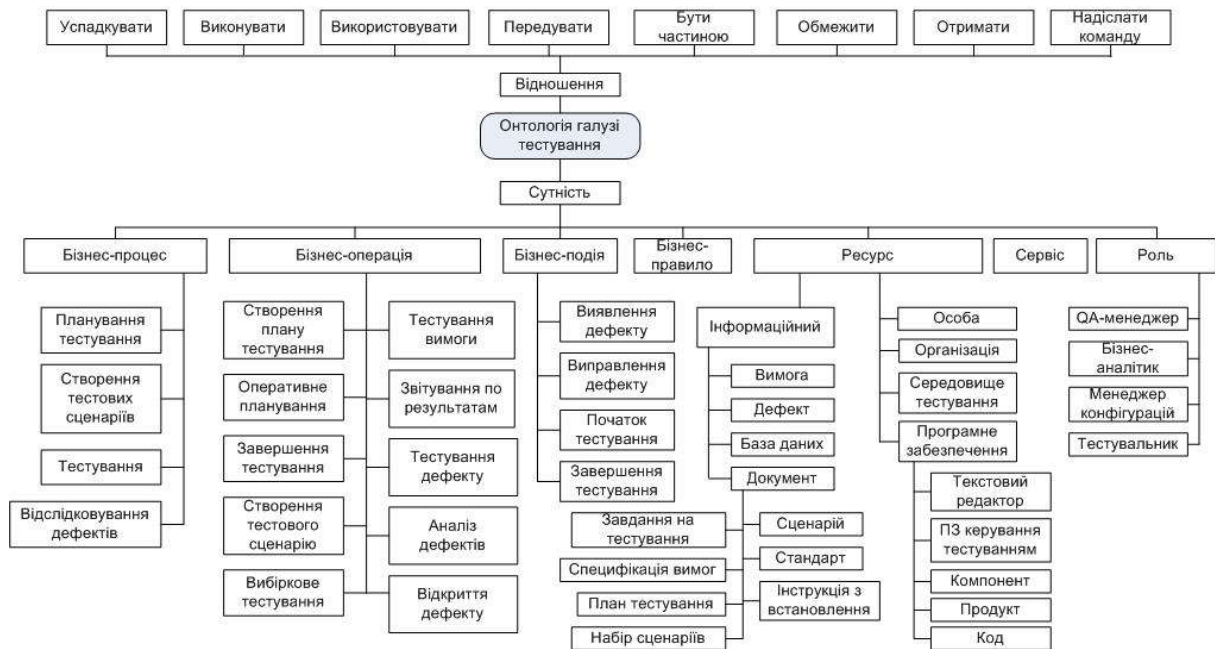 Успадкувати
Виконувати
Використовувати
Передувати
Бути
частиною
Обмежити
Отримати
Надіслати
команду
Відношення
Онтологія галузі
тестування
Сутність
Бізнес-процес
Бізнес-операція
Бізнес-подія
Бізнес-
правило
Ресурс
Сервіс
Роль
Планування
тестування
Створення
тестових
сценаріїв
Тестування
Відслідковування
дефектів
Створення
плану
тестування
Оперативне
планування
Завершення
тестування
Створення
тестового
сценарію
Вибіркове
тестування
Тестування
вимоги
Звітування по
результатам
Тестування
дефекту
Аналіз
дефектів
Відкриття
дефекту
Виявлення
дефекту
Виправлення
дефекту
Початок
тестування
Завершення
тестування
Інформаційний
Вимога
Дефект
База даних
Документ
Завдання на
тестування
Специфікація вимог
План тестування
Набір сценаріїв
Сценарій
Стандарт
Інструкція з
встановлення
Особа
Організація
Середовище
тестування
Програмне
забезпечення
Текстовий
редактор
ПЗ керування
тестуванням
Компонент
Продукт
Код
QA-менеджер
Бізнес-
аналітик
Менеджер
конфігурацій
Тестувальник